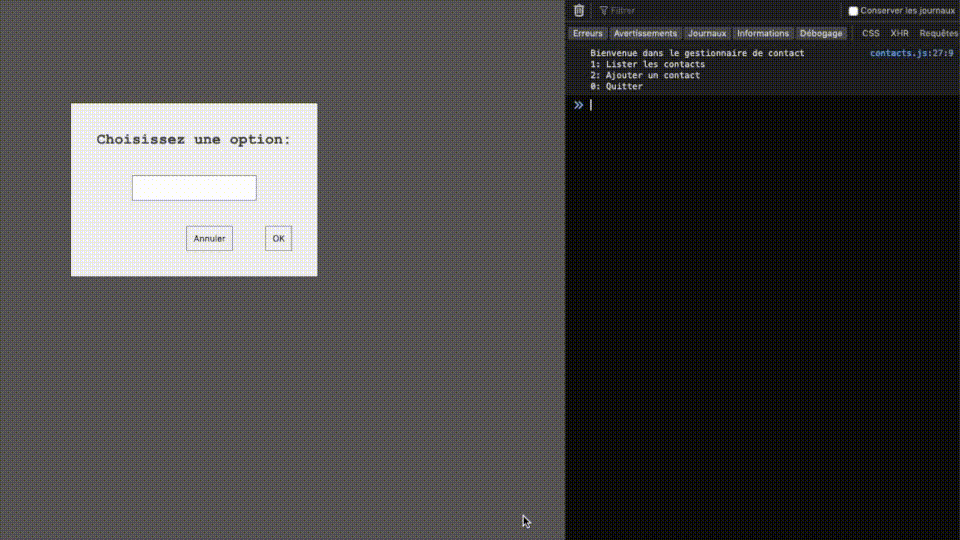 Choisissez une option:
Annuler
OK
Filtrer
Conserver les journaux
Erreurs Avertissements Journaux Informations Débogage CSS XHR Requêtes
Bienvenue dans le gestionnaire de contact contacts.js:27:9
1: Lister les contacts
2: Ajouter un contact
0: Quitter